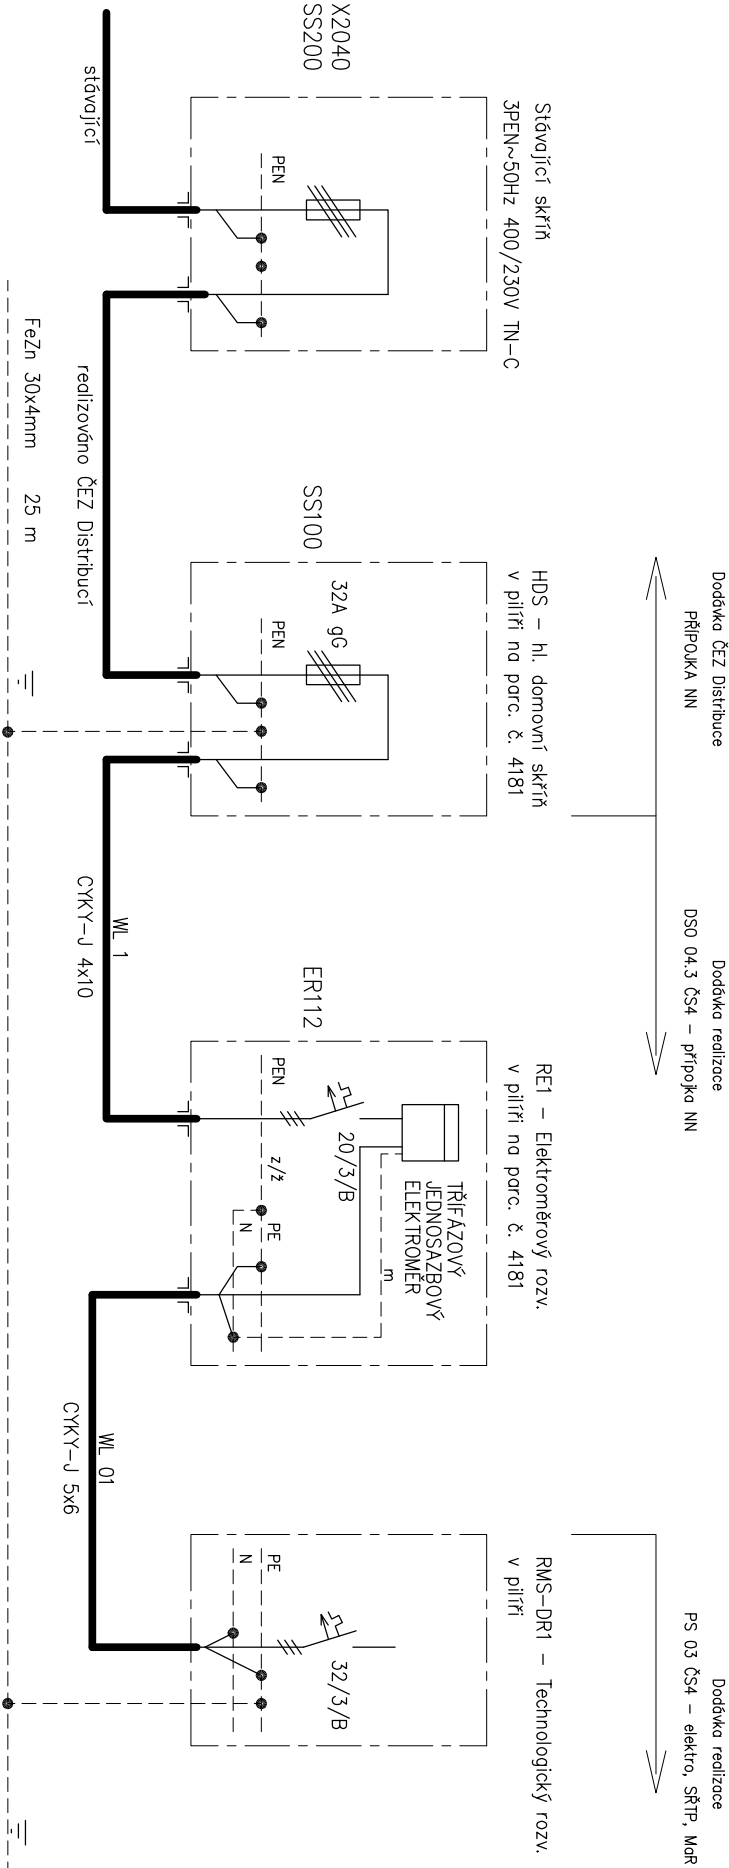 X2040
SS200
Stávající skříň
3PEN~50Hz 400/230V TN-C
PEN
stávající
realizováno ČEZ Distribucí
FeZn 30x4mm 25 m
Dodávka ČEZ Distribuce
PŘÍPOJKA NN
SS100
HDS - hl. domovní skříň
v pilíři na parc. č. 4181
32A gG
PEN
WL 1
CYKY-J 4x10
Dodávka realizace
DSO 04.3 ČS4 - přípojka NN
ER112
RE1 - Elektroměrový rozv.
v pilíři na parc. č. 4181
PEN
z/ž
20/3/B
TŘÍFÁZOVÝ
JEDNOSAZBOVÝ
ELEKTROMĚR
m
PE
N
WL 01
CYKY-J 5x6
Dodávka realizace
PS 03 ČS4 - elektro, SŘTP, MaR
RMS-DR1 - Technologický rozv.
v pilíři
PE
N
32/3/B